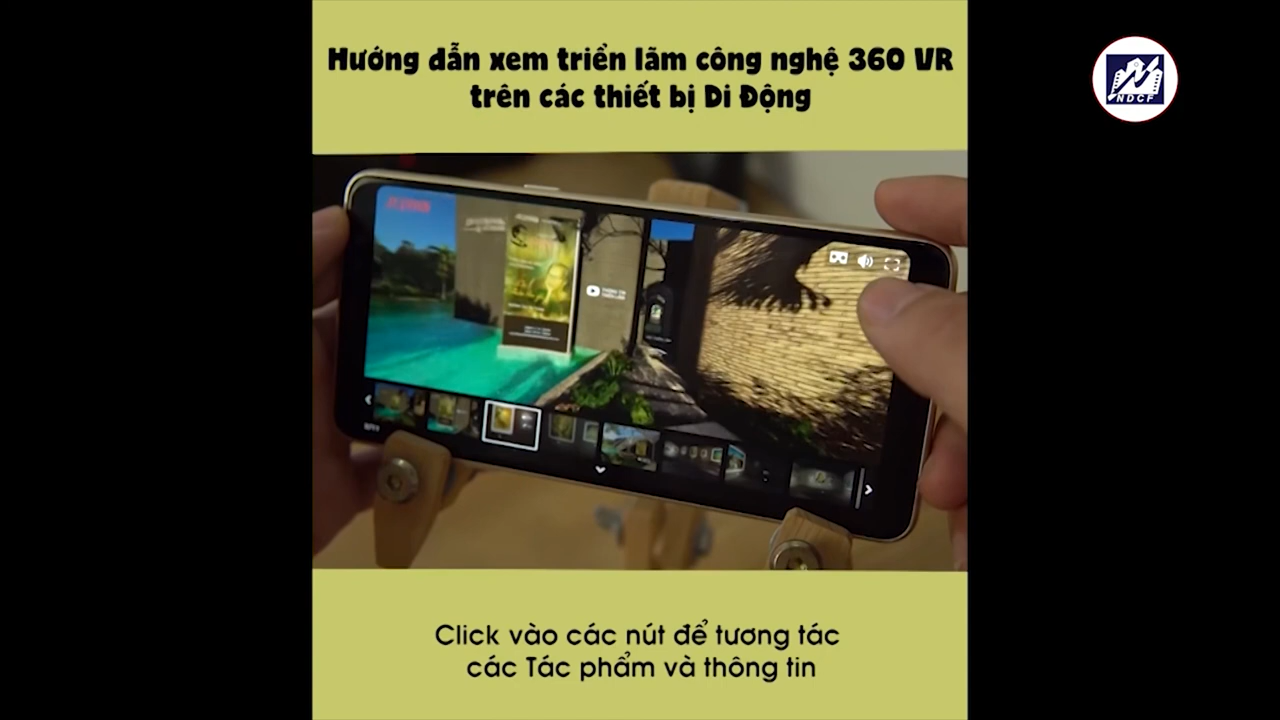 Hướng dẫn xem triển lãm công nghệ 360 VR
trên các thiết bị Di Động
NDCF
Click vào các nút để tương tác
các Tác phẩm và thông tin